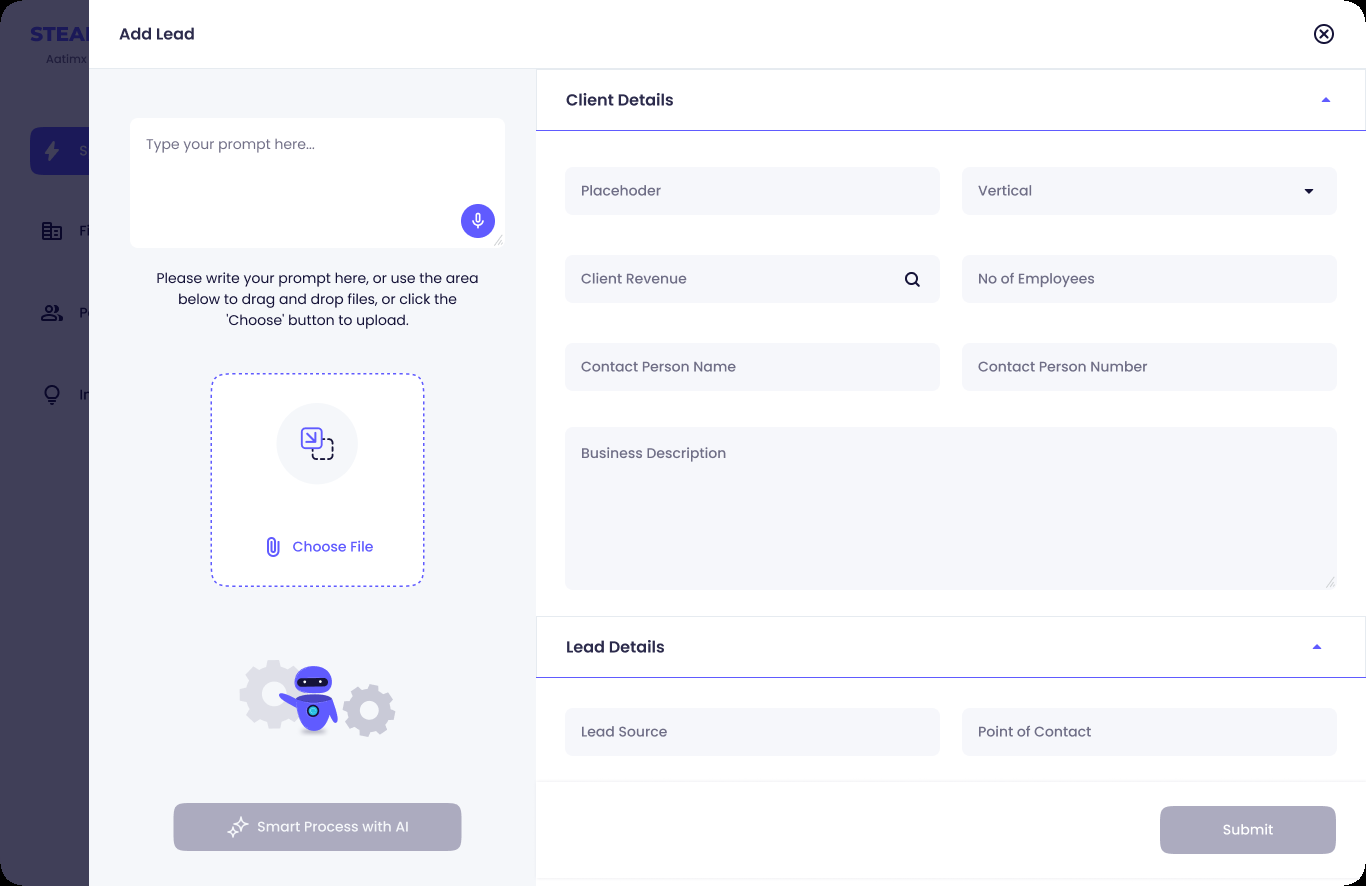 Add Lead
Aatimx
Type your prompt here...
Please write your prompt here, or use the area
below to drag and drop files, or click the
'Choose' button to upload.
Choose File
Smart Process with AI
Client Details
Placehoder
Vertical
Client Revenue
No of Employees
Contact Person Name
Contact Person Number
Business Description
Lead Details
Lead Source
Point of Contact
Submit